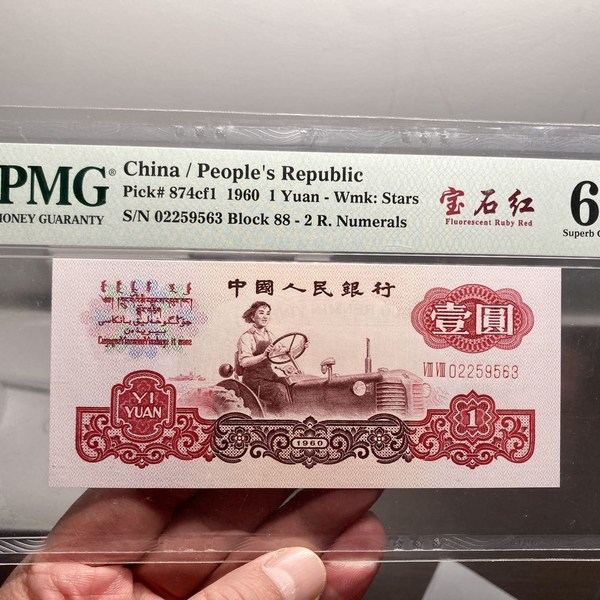 PMG®
MONEY GUARANTY
China / People's Republic
Pick# 874cf1 1960 1 Yuan - Wmk: Stars
S/N 02259563 Block 88 - 2 R. Numerals
宝石红
Fluorescent Ruby Red
6
Superb
中國人民銀行
壹圓
VIII VIII 02259563
YI
YUAN
1960
1